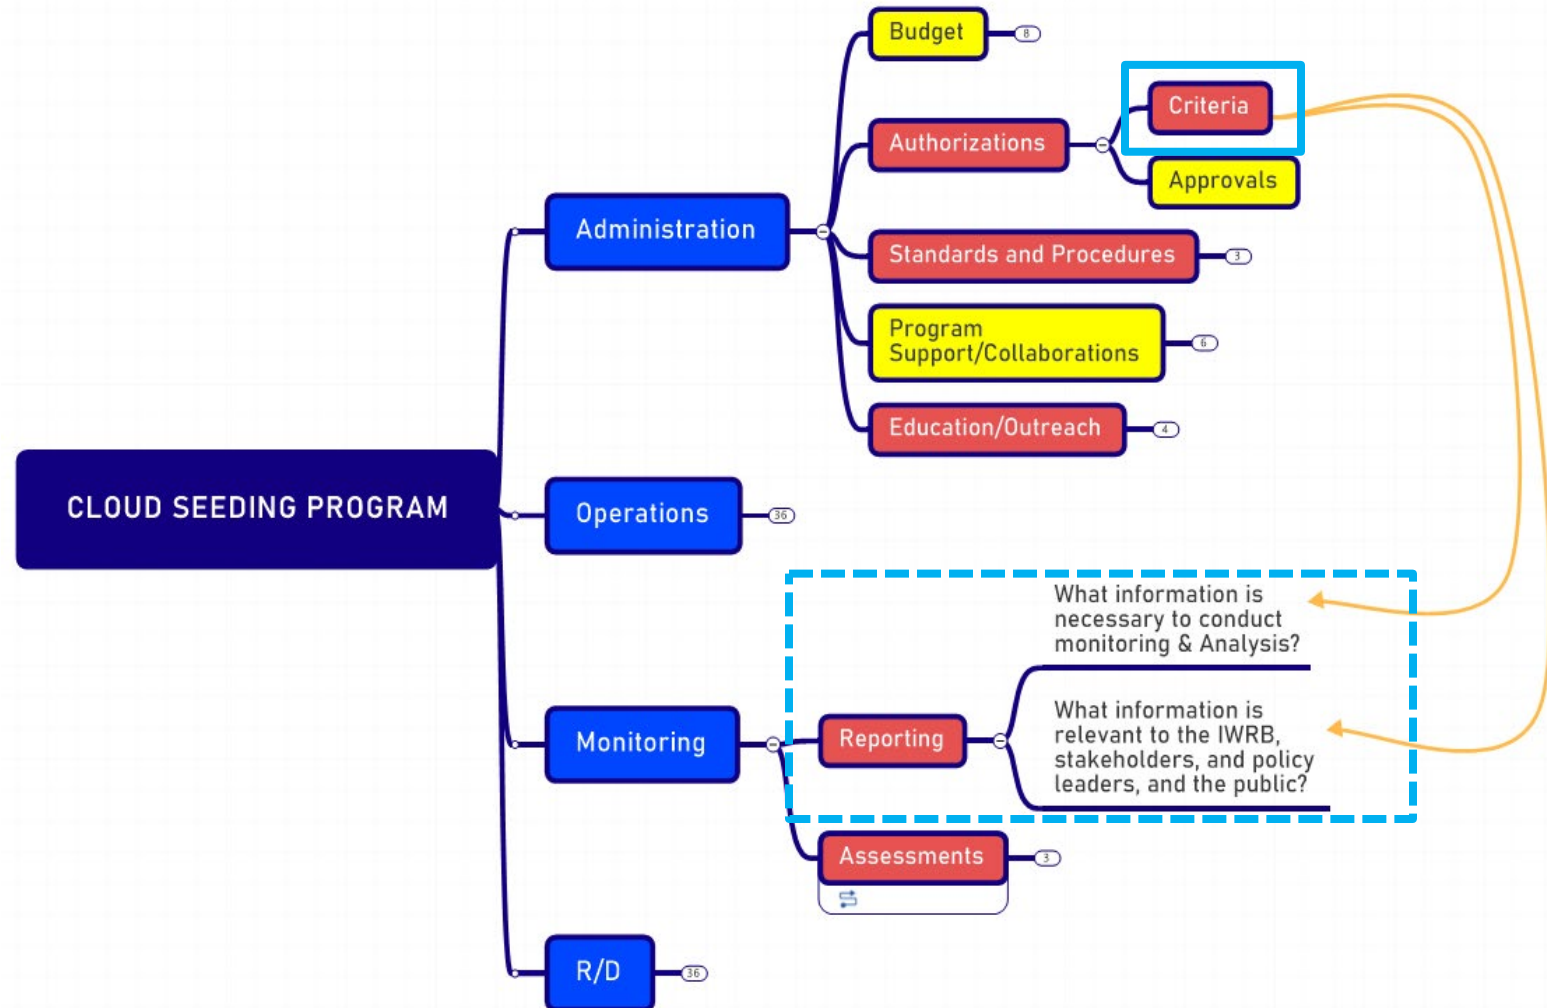 Budget
8
Criteria
Authorizations
Approvals
Administration
Standards and Procedures
3
Program
Support/Collaborations
6
Education/Outreach
4
CLOUD SEEDING PROGRAM
Operations
36
What information is
necessary to conduct
monitoring & Analysis?
Monitoring
Reporting
What information is
relevant to the IWRB,
stakeholders, and policy
leaders, and the public?
Assessments
3
R/D
36